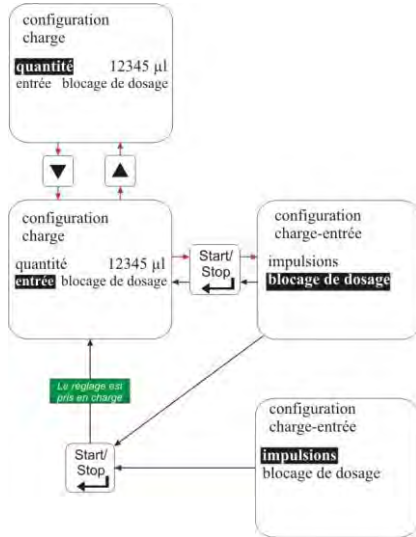 configuration
charge
quantité 12345 µl
entrée blocage de dosage
▼ ▲
configuration
charge
quantité 12345 µl
entrée blocage de dosage
Start/
Stop
configuration
charge-entrée
impulsions
blocage de dosage
Le réglage est
pris en charge
Start/
Stop
configuration
charge-entrée
impulsions
blocage de dosage